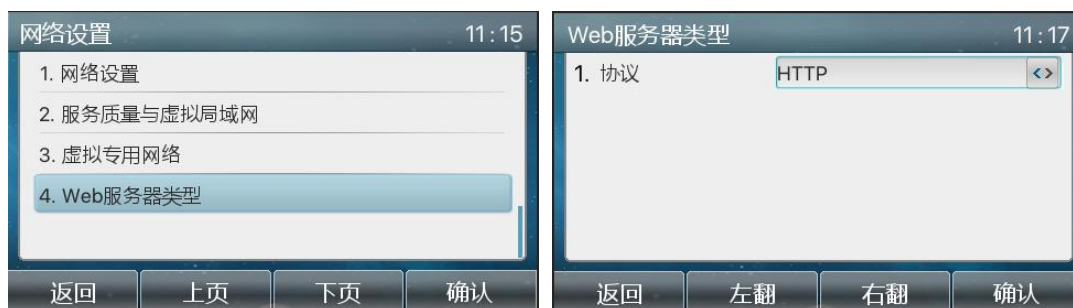 网络设置 11:15
1. 网络设置
2. 服务质量与虚拟局域网
3. 虚拟专用网络
4. Web服务器类型
返回 上页 下页 确认
Web服务器类型 11:17
1. 协议 HTTP <>
返回 左翻 右翻 确认